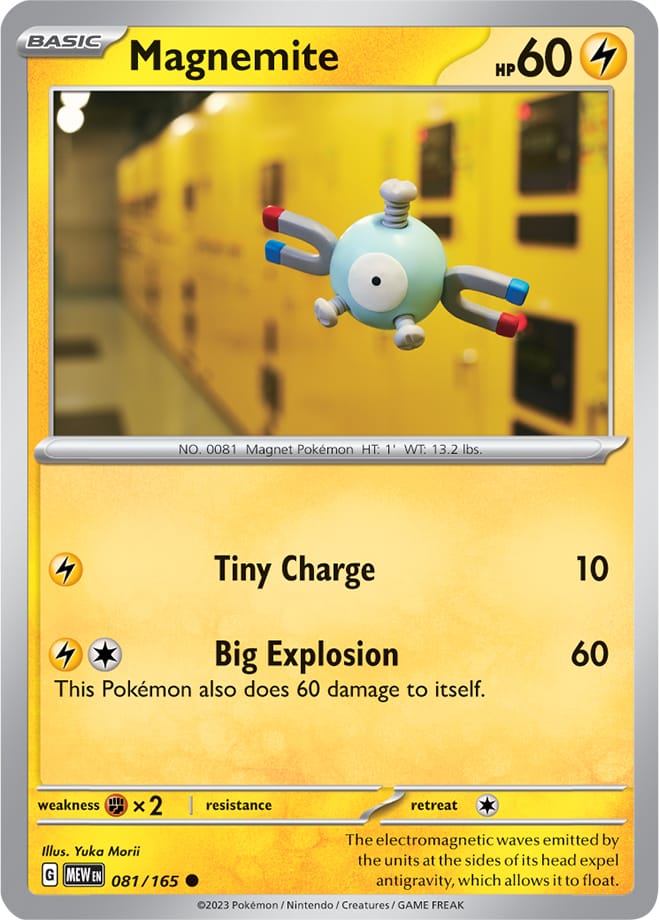 BASIC Magnemite HP 60
NO. 0081 Magnet Pokémon HT: 1' WT: 13.2 lbs.
Tiny Charge 10
Big Explosion 60
This Pokémon also does 60 damage to itself.
weakness ×2 resistance retreat
Illus. Yuka Morii
G MEW EN 081/165
The electromagnetic waves emitted by
the units at the sides of its head expel
antigravity, which allows it to float.
©2023 Pokémon / Nintendo / Creatures / GAME FREAK